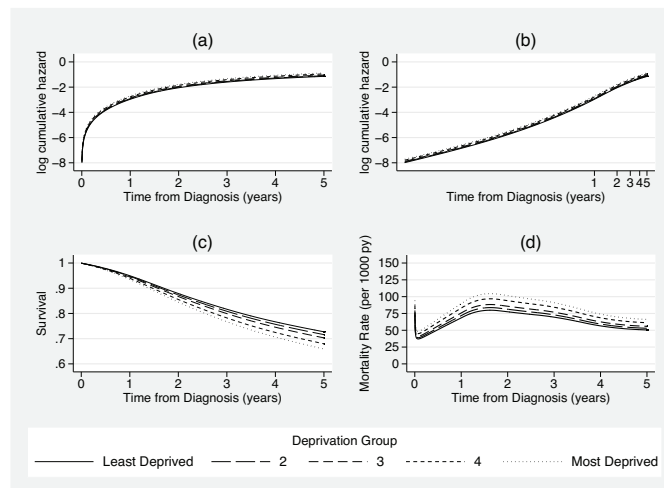 (a)
log cumulative hazard
0
−2
−4
−6
−8
0 1 2 3 4 5
Time from Diagnosis (years)
(b)
log cumulative hazard
0
−2
−4
−6
−8
1 2 3 4 5
Time from Diagnosis (years)
(c)
Survival
1
.9
.8
.7
.6
0 1 2 3 4 5
Time from Diagnosis (years)
(d)
Mortality Rate (per 1000 py)
150
125
100
75
50
25
0
0 1 2 3 4 5
Time from Diagnosis (years)
Deprivation Group
Least Deprived 2 3 4 Most Deprived